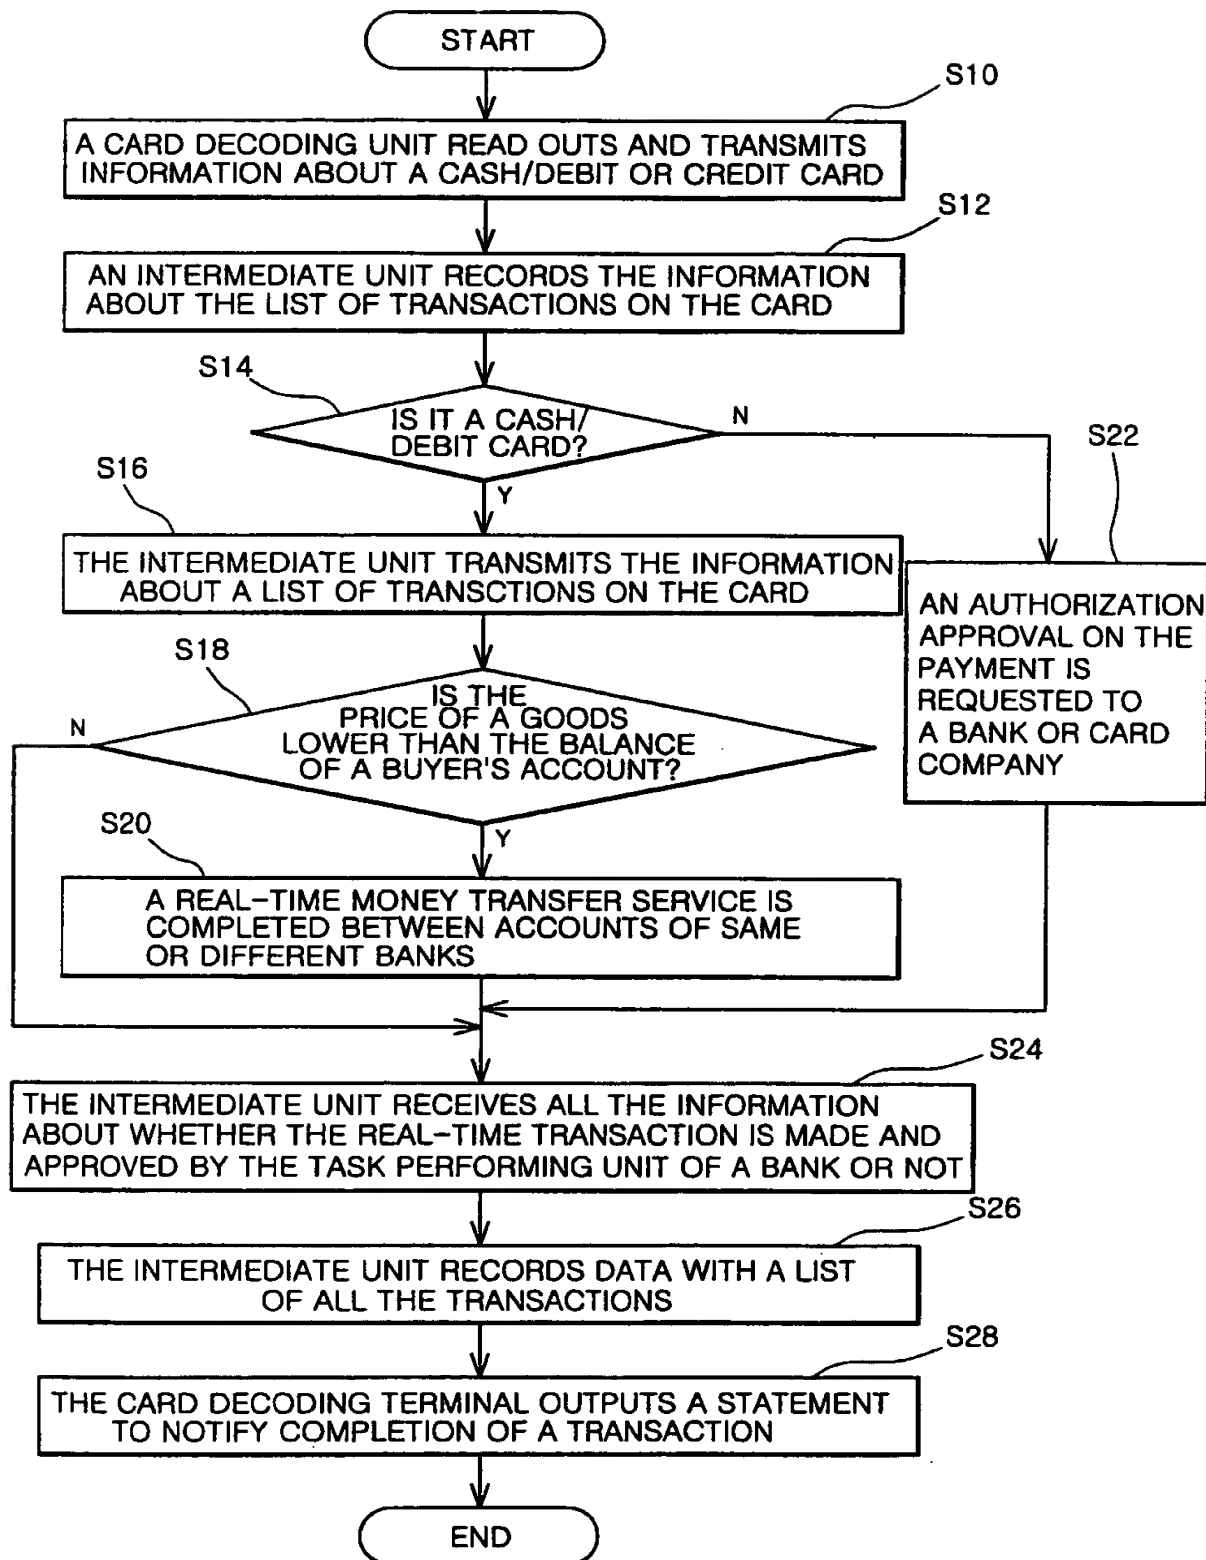 START
S10
A CARD DECODING UNIT READ OUTS AND TRANSMITS
INFORMATION ABOUT A CASH/DEBIT OR CREDIT CARD
S12
AN INTERMEDIATE UNIT RECORDS THE INFORMATION
ABOUT THE LIST OF TRANSACTIONS ON THE CARD
S14
IS IT A CASH/
DEBIT CARD?
N
Y
S16
THE INTERMEDIATE UNIT TRANSMITS THE INFORMATION
ABOUT A LIST OF TRANSCTIONS ON THE CARD
S22
AN AUTHORIZATION
APPROVAL ON THE
PAYMENT IS
REQUESTED TO
A BANK OR CARD
COMPANY
S18
IS THE
PRICE OF A GOODS
LOWER THAN THE BALANCE
OF A BUYER'S ACCOUNT?
N
Y
S20
A REAL-TIME MONEY TRANSFER SERVICE IS
COMPLETED BETWEEN ACCOUNTS OF SAME
OR DIFFERENT BANKS
S24
THE INTERMEDIATE UNIT RECEIVES ALL THE INFORMATION
ABOUT WHETHER THE REAL-TIME TRANSACTION IS MADE AND
APPROVED BY THE TASK PERFORMING UNIT OF A BANK OR NOT
S26
THE INTERMEDIATE UNIT RECORDS DATA WITH A LIST
OF ALL THE TRANSACTIONS
S28
THE CARD DECODING TERMINAL OUTPUTS A STATEMENT
TO NOTIFY COMPLETION OF A TRANSACTION
END